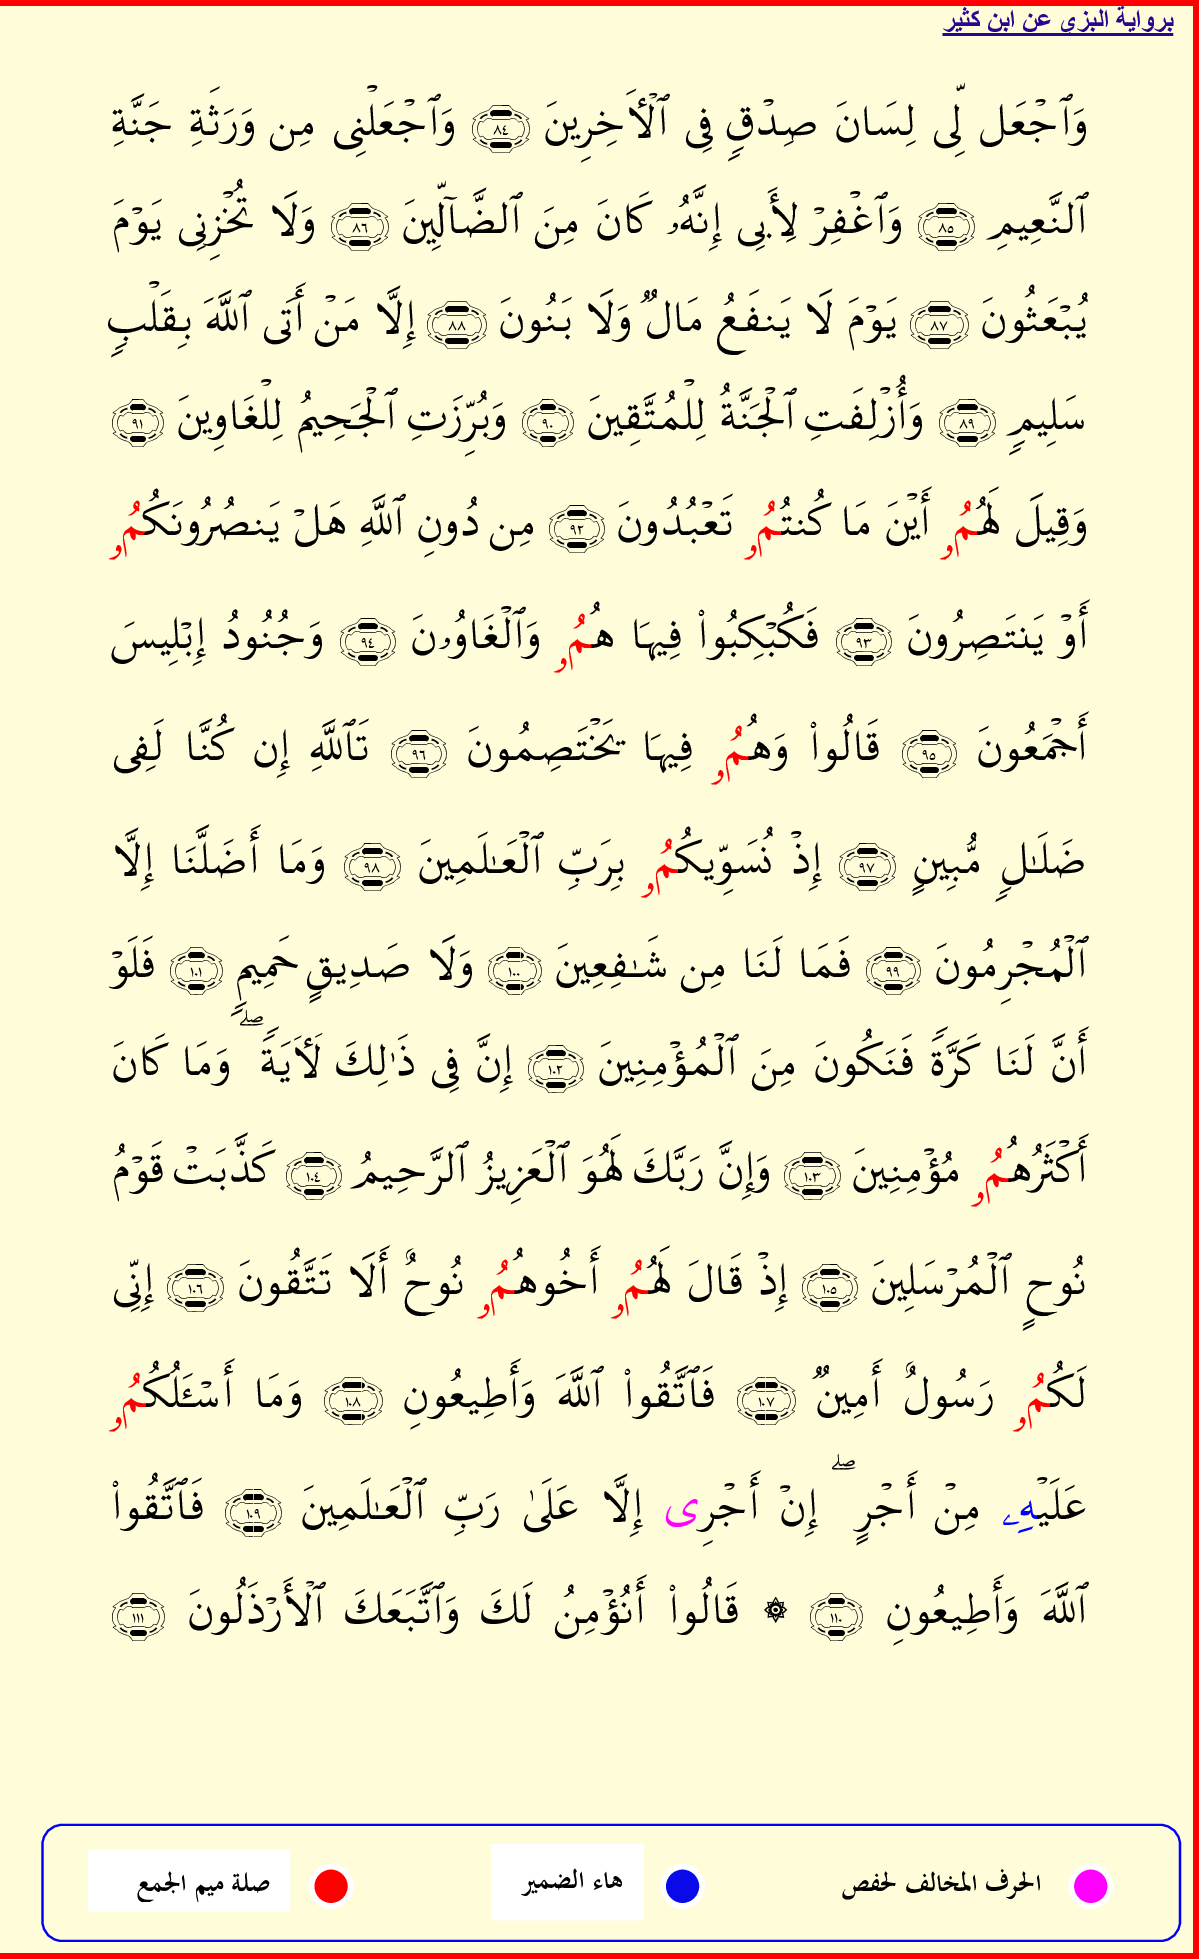 برواية البزى عن ابن كثير
وَٱجۡعَل لِّى لِسَانَ صِدۡقٍ فِى ٱلۡأٓخِرِينَ ٨٤ وَٱجۡعَلۡنِى مِن وَرَثَةِ جَنَّةِ
ٱلنَّعِيمِ ٨٥ وَٱغۡفِرۡ لِأَبِى إِنَّهُۥ كَانَ مِنَ ٱلضَّآلِّينَ ٨٦ وَلَا تُخۡزِنِى يَوۡمَ
يُبۡعَثُونَ ٨٧ يَوۡمَ لَا يَنفَعُ مَالٌ وَلَا بَنُونَ ٨٨ إِلَّا مَنۡ أَتَى ٱللَّهَ بِقَلۡبٍ
سَلِيمٍ ٨٩ وَأُزۡلِفَتِ ٱلۡجَنَّةُ لِلۡمُتَّقِينَ ٩٠ وَبُرِّزَتِ ٱلۡجَحِيمُ لِلۡغَاوِينَ ٩١
وَقِيلَ لَهُمُۥ أَيۡنَ مَا كُنتُمُۥ تَعۡبُدُونَ ٩٢ مِن دُونِ ٱللَّهِ هَلۡ يَنصُرُونَكُمُۥ
أَوۡ يَنتَصِرُونَ ٩٣ فَكُبۡكِبُواْ فِيهَا هُمُۥ وَٱلۡغَاوُۥنَ ٩٤ وَجُنُودُ إِبۡلِيسَ
أَجۡمَعُونَ ٩٥ قَالُواْ وَهُمُۥ فِيهَا يَخۡتَصِمُونَ ٩٦ تَٱللَّهِ إِن كُنَّا لَفِى
ضَلَـٰلٍ مُّبِينٍ ٩٧ إِذۡ نُسَوِّيكُمُۥ بِرَبِّ ٱلۡعَـٰلَمِينَ ٩٨ وَمَا أَضَلَّنَا إِلَّا
ٱلۡمُجۡرِمُونَ ٩٩ فَمَا لَنَا مِن شَـٰفِعِينَ ١٠٠ وَلَا صَدِيقٍ حَمِيمٍ ١٠١ فَلَوۡ
أَنَّ لَنَا كَرَّةً فَنَكُونَ مِنَ ٱلۡمُؤۡمِنِينَ ١٠٢ إِنَّ فِى ذَٰلِكَ لَأٓيَةً ۖ وَمَا كَانَ
أَكۡثَرُهُمُۥ مُؤۡمِنِينَ ١٠٣ وَإِنَّ رَبَّكَ لَهُوَ ٱلۡعَزِيزُ ٱلرَّحِيمُ ١٠٤ كَذَّبَتۡ قَوۡمُ
نُوحٍ ٱلۡمُرۡسَلِينَ ١٠٥ إِذۡ قَالَ لَهُمُۥ أَخُوهُمُۥ نُوحٌ أَلَا تَتَّقُونَ ١٠٦ إِنِّى
لَكُمُۥ رَسُولٌ أَمِينٌ ١٠٧ فَٱتَّقُواْ ٱللَّهَ وَأَطِيعُونِ ١٠٨ وَمَا أَسۡـَٔلُكُمُۥ
عَلَيۡهِۦ مِنۡ أَجۡرٍ ۖ إِنۡ أَجۡرِى إِلَّا عَلَىٰ رَبِّ ٱلۡعَـٰلَمِينَ ١٠٩ فَٱتَّقُواْ
ٱللَّهَ وَأَطِيعُونِ ١١٠ ۞ قَالُواْ أَنُؤۡمِنُ لَكَ وَٱتَّبَعَكَ ٱلۡأَرۡذَلُونَ ١١١
الحرف المخالف لحفص هاء الضمير صلة ميم الجمع